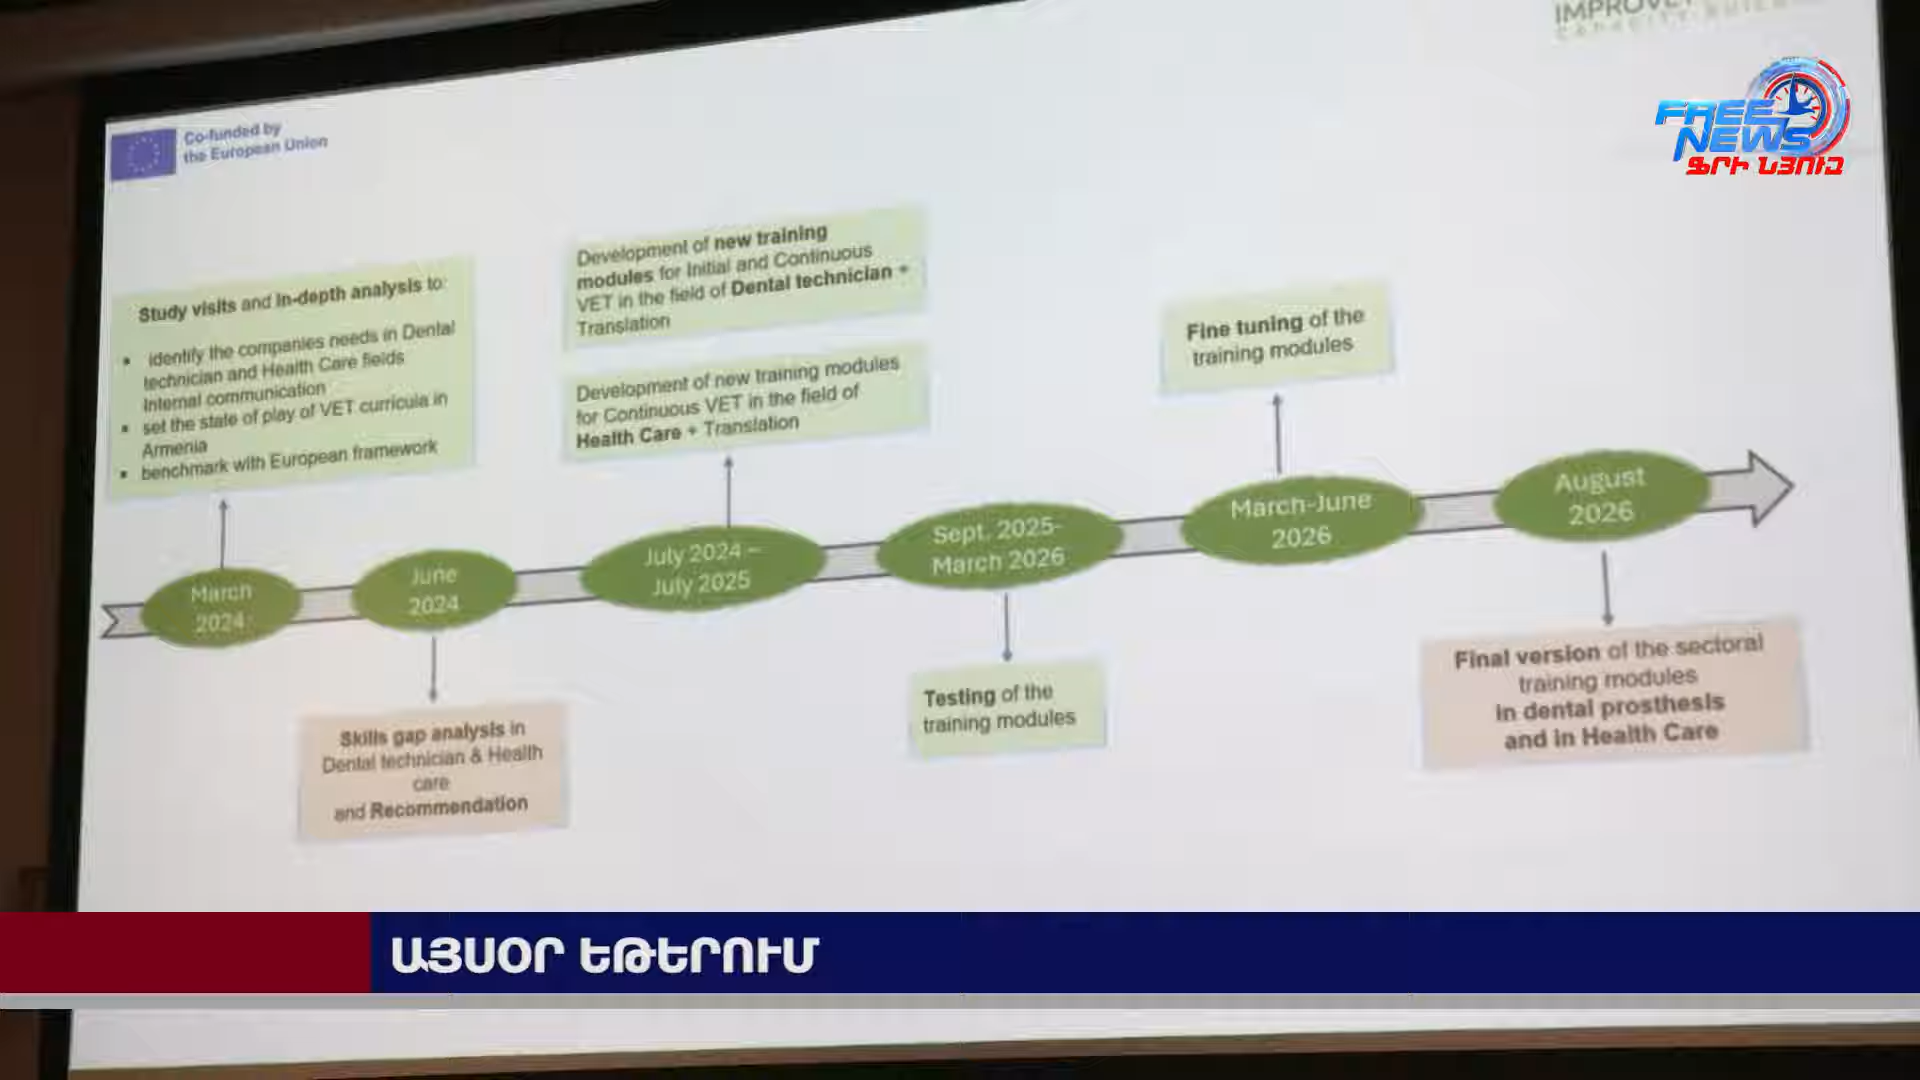 IMPROVE
Co-funded by
the European Union
FREE
NEWS
ՖՐԻ ՆՅՈՒԶ
Study visits and in-depth analysis to:
• identify the companies needs in Dental
technician and Health Care fields
Internal communication
• set the state of play of VET curricula in
Armenia
• benchmark with European framework
Development of new training
modules for Initial and Continuous
VET in the field of Dental technician +
Translation
Development of new training modules
for Continuous VET in the field of
Health Care + Translation
Fine tuning of the
training modules
March
2024
June
2024
July 2024 –
July 2025
Sept. 2025-
March 2026
March-June
2026
August
2026
Skills gap analysis in
Dental technician & Health
care
and Recommendation
Testing of the
training modules
Final version of the sectoral
training modules
in dental prosthesis
and in Health Care
ԱՅՍՕՐ ԵԹԵՐՈՒՄ